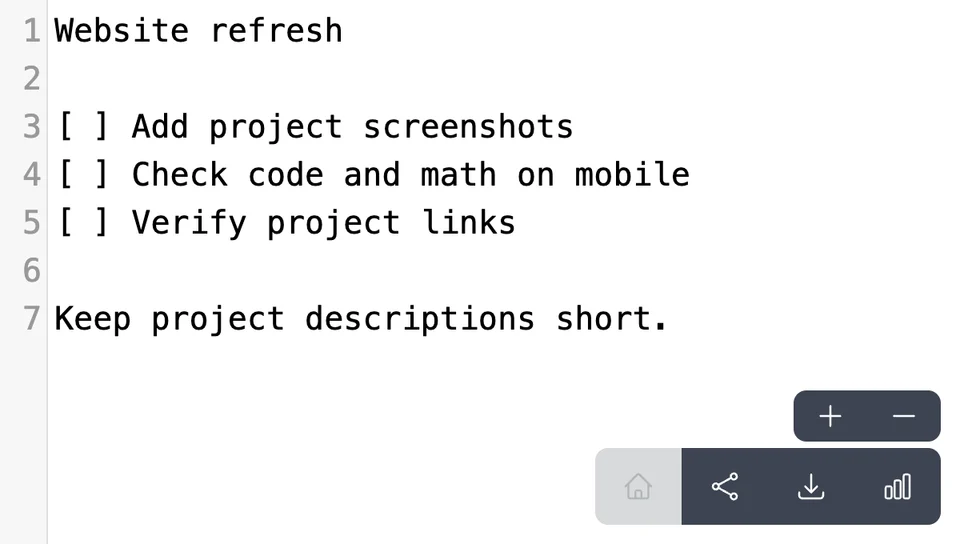 1 Website refresh
2
3 [ ] Add project screenshots
4 [ ] Check code and math on mobile
5 [ ] Verify project links
6
7 Keep project descriptions short.